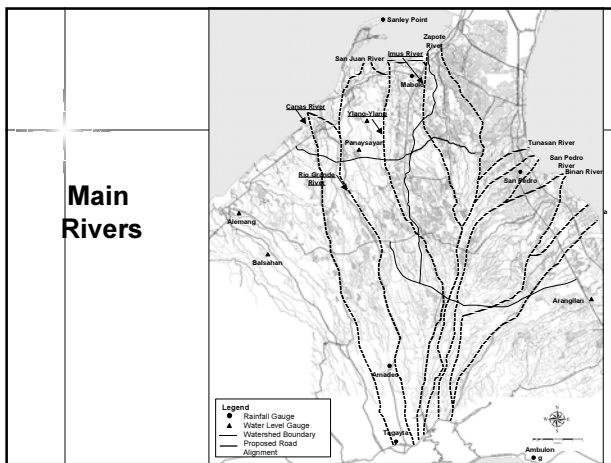 Main
Rivers
Sanley Point
Zapote
River
Imus River
San Juan River
Canas River
Ylang-Ylang
Panaysayan
Tunasan River
San Pedro
River
San Pedro
Binan River
Rio Grande
River
Alemang
Balsahan
Arangilan
Amadeo
Legend
Rainfall Gauge
Water Level Gauge
Watershed Boundary
Proposed Road
Alignment
Ambulon
g